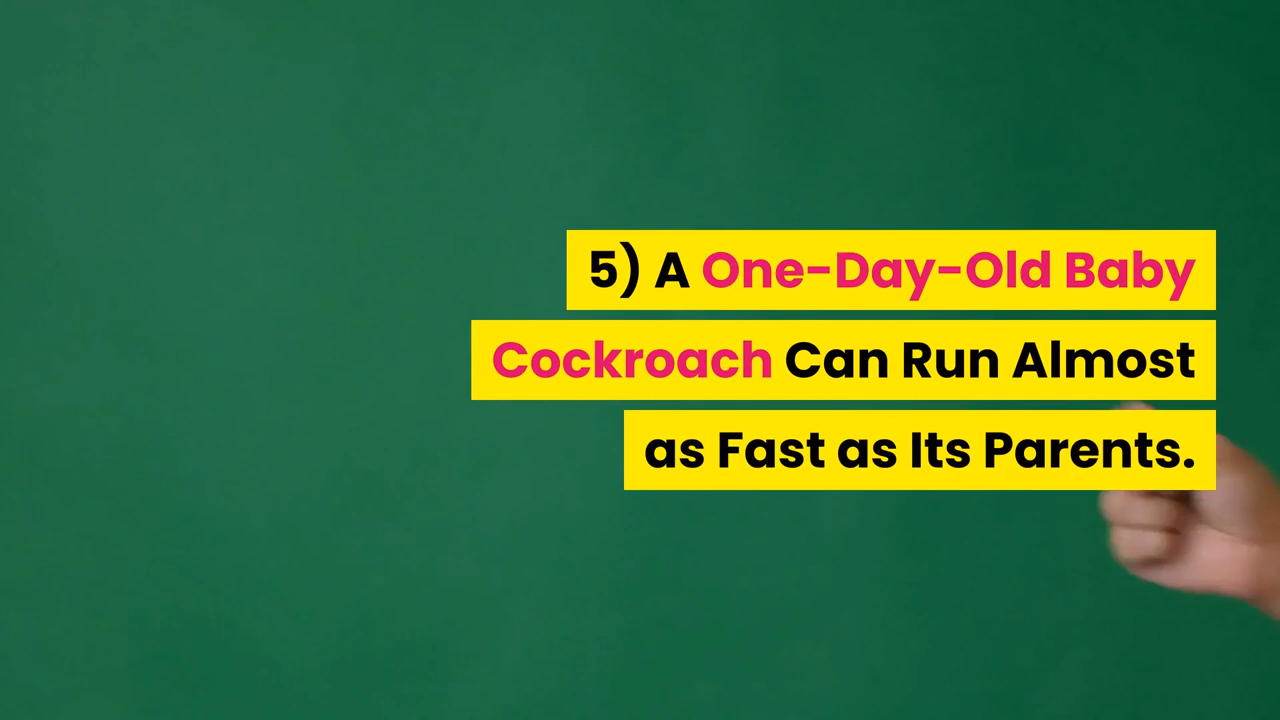 5) A One-Day-Old Baby
Cockroach Can Run Almost
as Fast as Its Parents.